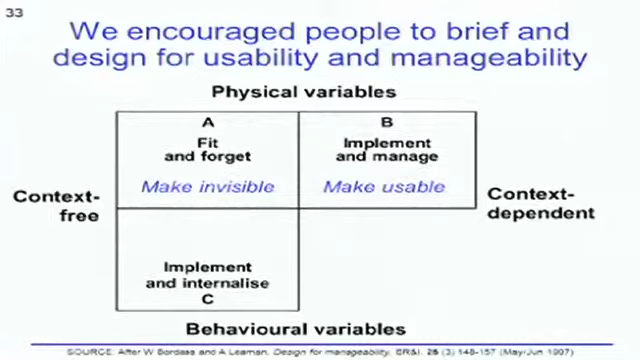 33
We encouraged people to brief and
design for usability and manageability
Physical variables
A
Fit
and forget
Make invisible
B
Implement
and manage
Make usable
Context-
free
Context-
dependent
Implement
and internalise
C
Behavioural variables
SOURCE: After W Bordass and A Leaman, Design for manageability, BR&I, 25 (3) 148-157 (May/Jun 1997)